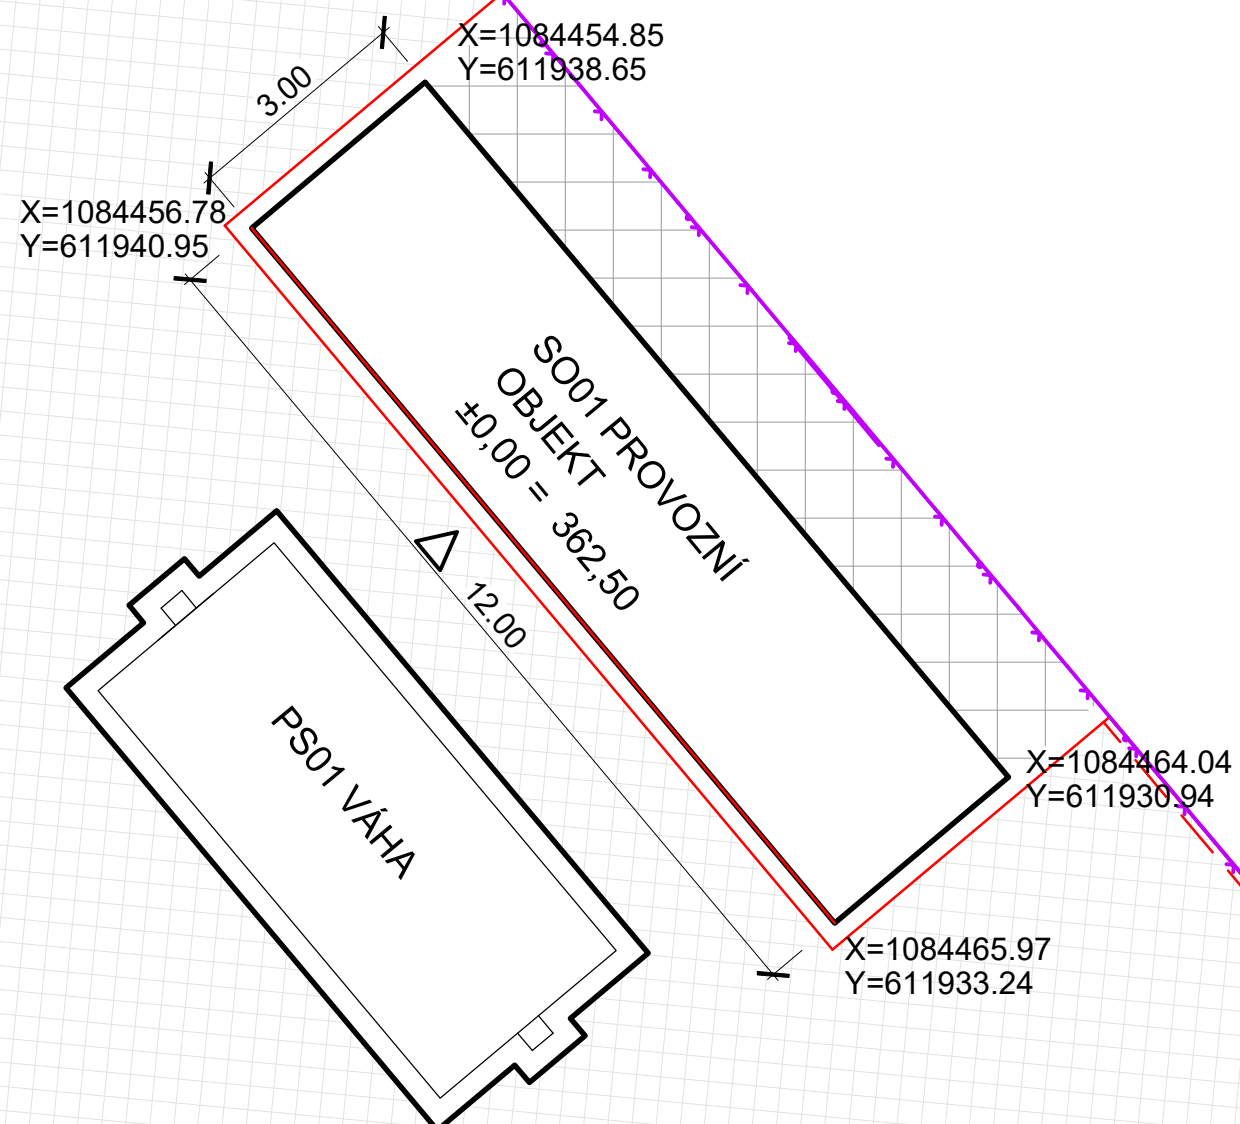 X=1084454.85
Y=611938.65
3.00
X=1084456.78
Y=611940.95
SO01 PROVOZNÍ
OBJEKT
±0,00 = 362,50
12.00
PS01 VÁHA
X=1084464.04
Y=611930.94
X=1084465.97
Y=611933.24